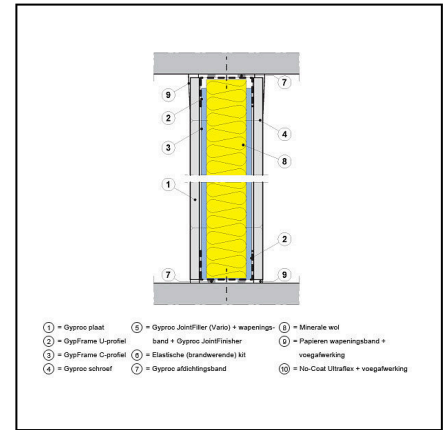 7
9
2
4
3
8
1
2
7
9
1 = Gyproc plaat
2 = GypFrame U-profiel
3 = GypFrame C-profiel
4 = Gyproc schroef
5 = Gyproc JointFiller (Vario) + wapenings-
band + Gyproc JointFinisher
6 = Elastische (brandwerende) kit
7 = Gyproc afdichtingsband
8 = Minerale wol
9 = Papieren wapeningsband +
voegafwerking
10 = No-Coat Ultraflex + voegafwerking